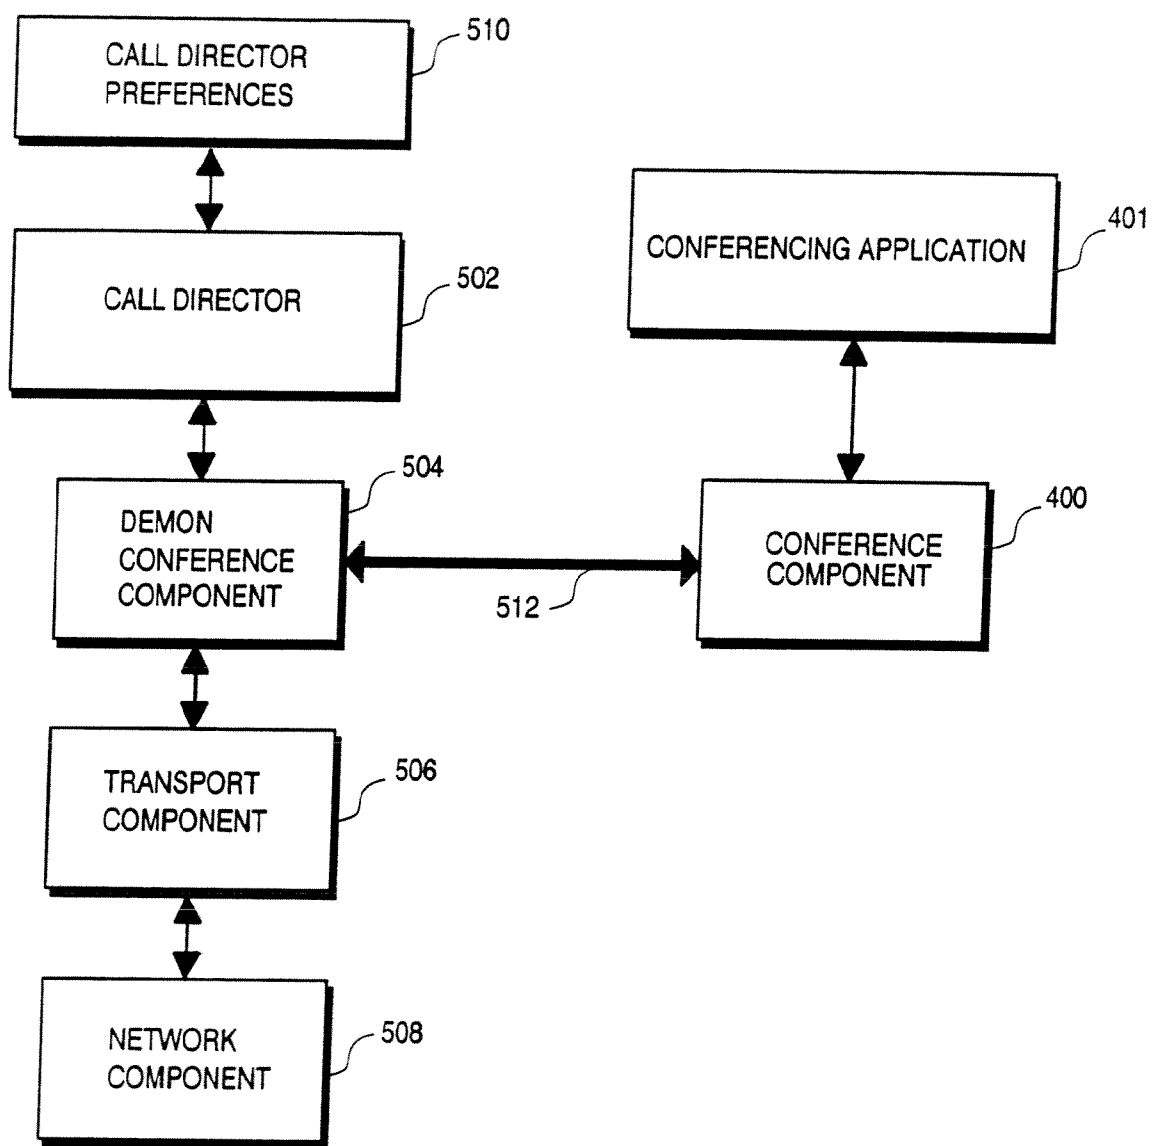 CALL DIRECTOR
PREFERENCES
510
CONFERENCING APPLICATION
401
CALL DIRECTOR
502
DEMON
CONFERENCE
COMPONENT
504
512
CONFERENCE
COMPONENT
400
TRANSPORT
COMPONENT
506
NETWORK
COMPONENT
508